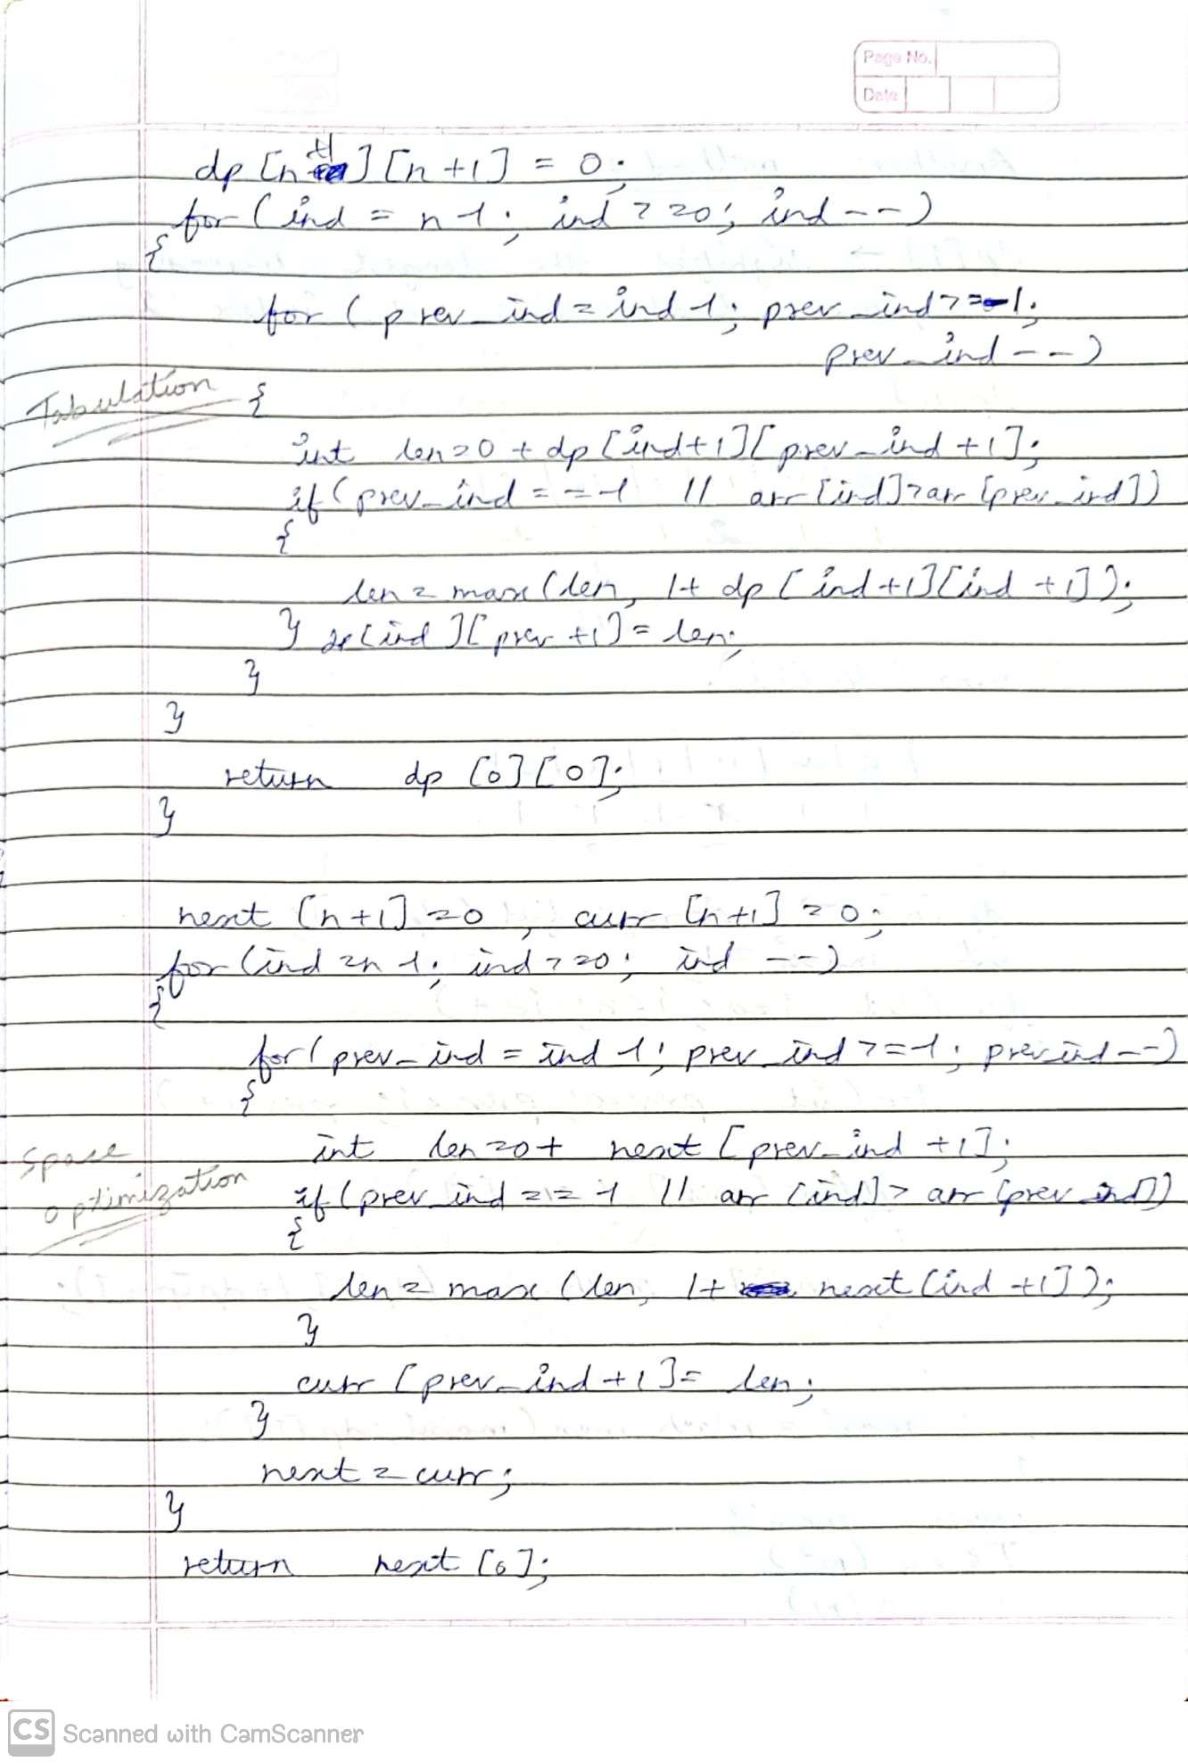 Page No.
Date
dp [n+1] [n+1] = 0;
for (ind = n-1; ind >=0; ind--)
{
for (prev_ind = ind-1; prev_ind >=-1;
prev_ind--)
Tabulation
{
int len=0 + dp [ind+1][prev_ind +1];
if (prev_ind == -1 || arr [ind]>arr [prev_ind])
{
len = max (len, 1+ dp [ind+1][ind +1]);
} dp [ind][prev +1] = len;
}
}
return dp [0][0];
}
next [n+1] =0, curr [n+1] =0;
for (ind =n-1; ind >=0; ind --)
{
for (prev_ind = ind-1; prev_ind >=-1; prev ind--)
{
int len =0+ next [prev_ind +1];
Space
optimization
if (prev_ind == -1 || arr [ind] > arr [prev_ind])
{
len = max (len, 1+ next [ind +1]);
}
curr [prev_ind +1] = len;
}
next = curr;
}
return next [0];
CS Scanned with CamScanner